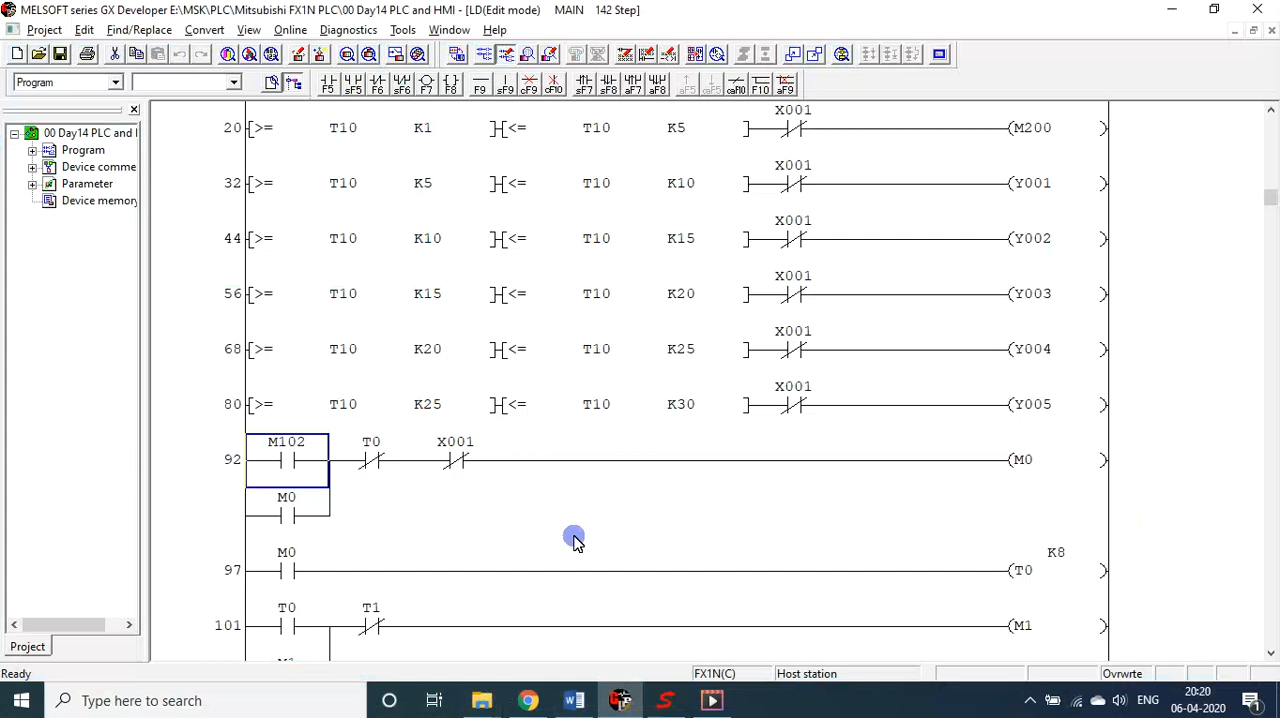 MELSOFT series GX Developer E:\MSK\PLC\Mitsubishi FX1N PLC\00 Day14 PLC and HMI - [LD(Edit mode) MAIN 142 Step]
Project Edit Find/Replace Convert View Online Diagnostics Tools Window Help
Program
F5 sF5 F6 sF6 F7 F8 F9 sF9 cF9 cF10 sF7 sF8 aF7 aF8 aF5 caF5 caF10 F10 aF9
00 Day14 PLC and
Program
Device comme
Parameter
Device memory
Project
X001
20 [>= T10 K1 ][<= T10 K5 ] (M200 )
X001
32 [>= T10 K5 ][<= T10 K10 ] (Y001 )
X001
44 [>= T10 K10 ][<= T10 K15 ] (Y002 )
X001
56 [>= T10 K15 ][<= T10 K20 ] (Y003 )
X001
68 [>= T10 K20 ][<= T10 K25 ] (Y004 )
X001
80 [>= T10 K25 ][<= T10 K30 ] (Y005 )
M102 T0 X001
92 (M0 )
M0
M0 K8
97 (T0 )
T0 T1
101 (M1 )
Ready FX1N(C) Host station Ovrwrte
Type here to search
ENG
20:20
06-04-2020
1